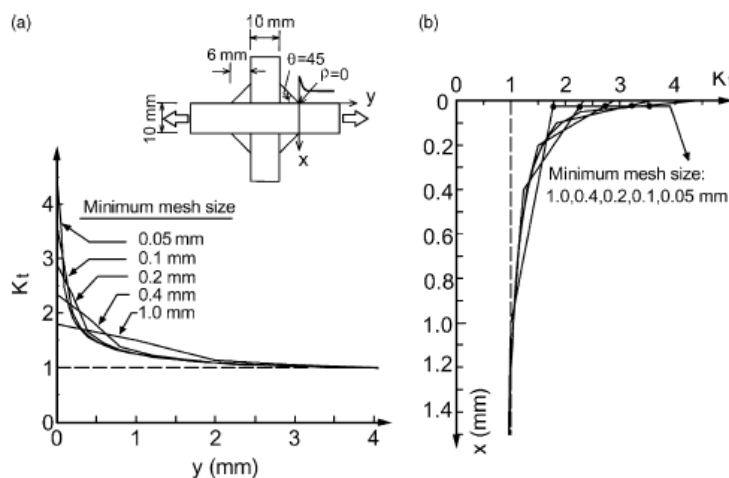 (a)
10 mm
6 mm
θ=45
ρ=0
y
10 mm
x
Minimum mesh size
0.05 mm
0.1 mm
0.2 mm
0.4 mm
1.0 mm
Kt
4
3
2
1
0
0 1 2 3 4
y (mm)
(b)
0 1 2 3 4 Kt
0
0.2
0.4
0.6
0.8
1.0
1.2
1.4
x (mm)
Minimum mesh size:
1.0,0.4,0.2,0.1,0.05 mm